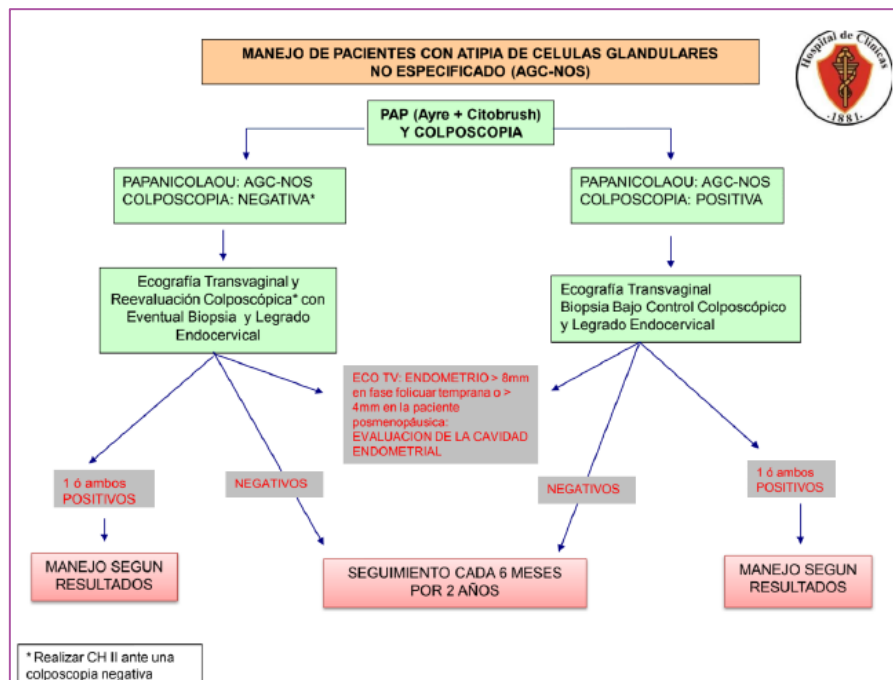 MANEJO DE PACIENTES CON ATIPIA DE CELULAS GLANDULARES
NO ESPECIFICADO (AGC-NOS)
Hospital de Clínicas
·1881·
PAP (Ayre + Citobrush)
Y COLPOSCOPIA
PAPANICOLAOU: AGC-NOS
COLPOSCOPIA: NEGATIVA*
PAPANICOLAOU: AGC-NOS
COLPOSCOPIA: POSITIVA
Ecografía Transvaginal y
Reevaluación Colposcópica* con
Eventual Biopsia y Legrado
Endocervical
Ecografía Transvaginal
Biopsia Bajo Control Colposcópico
y Legrado Endocervical
ECO TV: ENDOMETRIO > 8mm
en fase folicuar temprana o >
4mm en la paciente
posmenopáusica:
EVALUACION DE LA CAVIDAD
ENDOMETRIAL
1 ó ambos
POSITIVOS
NEGATIVOS
NEGATIVOS
1 ó ambos
POSITIVOS
MANEJO SEGUN
RESULTADOS
SEGUIMIENTO CADA 6 MESES
POR 2 AÑOS
MANEJO SEGUN
RESULTADOS
* Realizar CH II ante una
colposcopia negativa